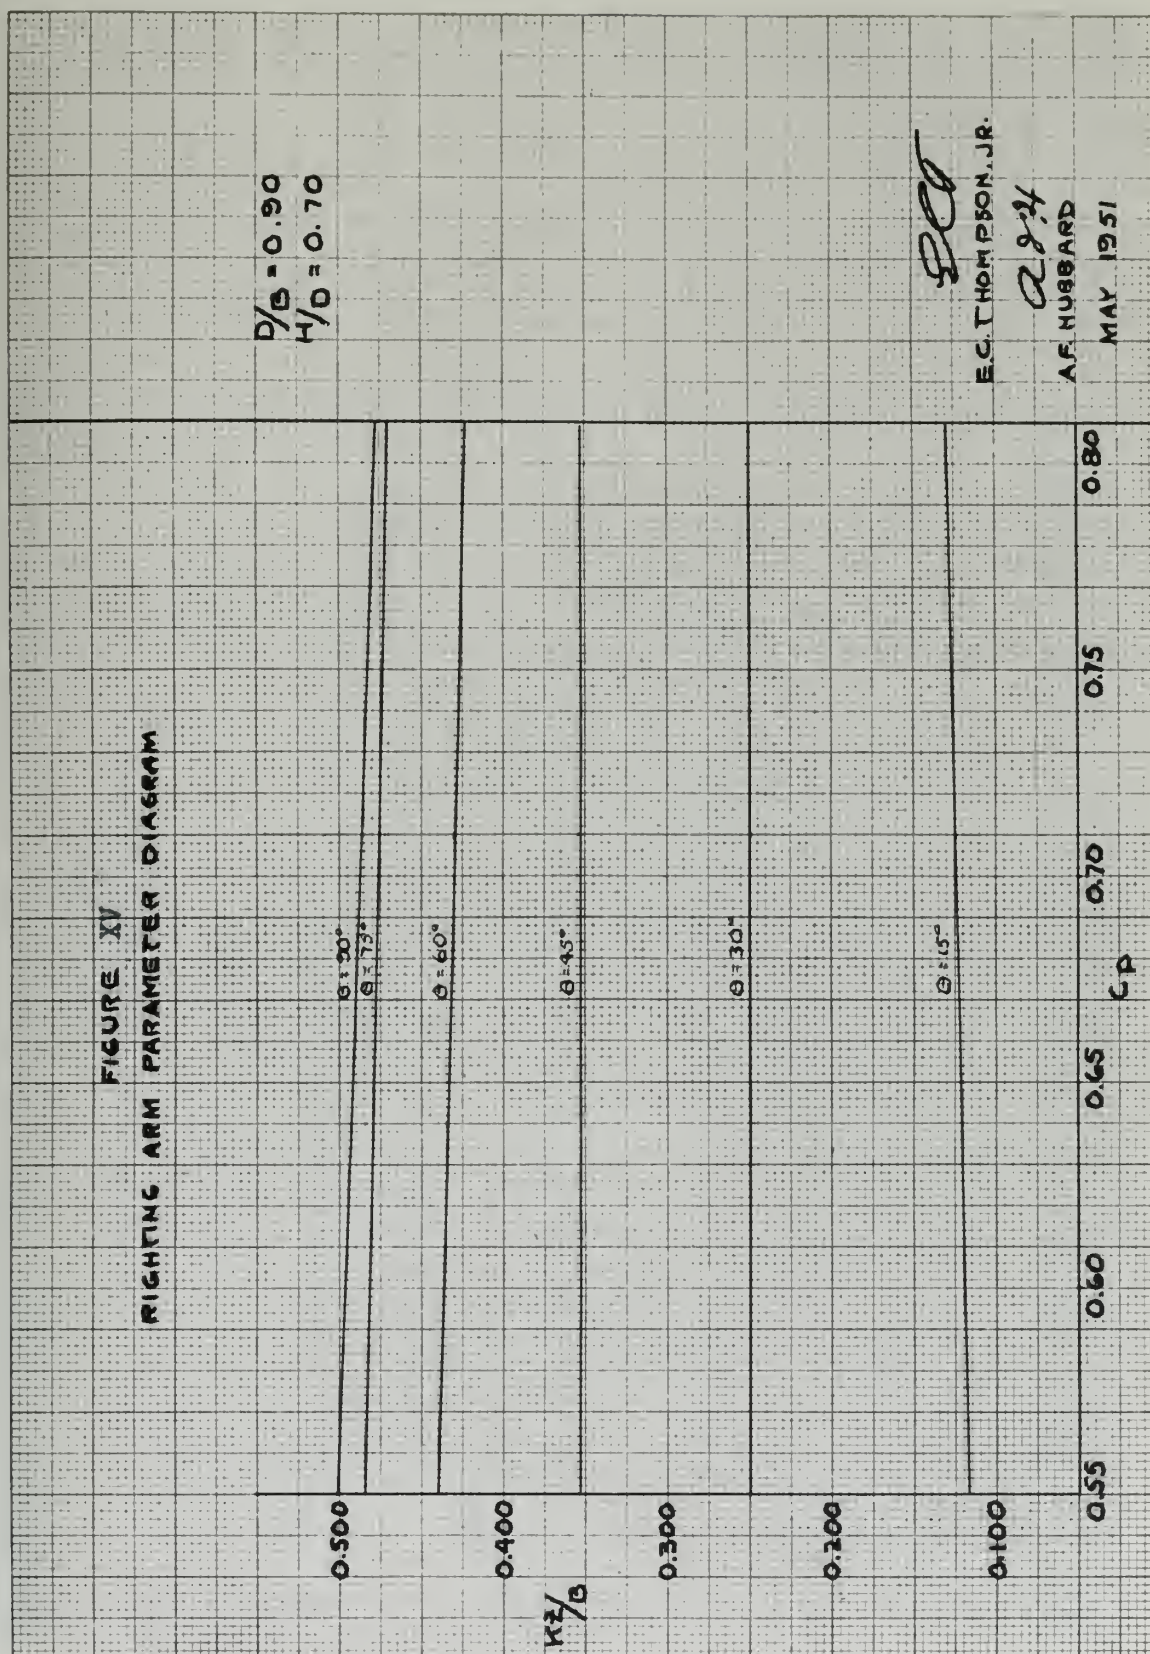 FIGURE XV
RIGHTING ARM PARAMETER DIAGRAM
D/B = 0.90
H/D = 0.70
0.500
0.400
0.300
0.200
0.100
KZ/B
θ = 90°
θ = 75°
θ = 60°
θ = 45°
θ = 30°
θ = 15°
0.55
0.60
0.65
0.70
0.75
0.80
CP
E.C. THOMPSON, JR.
A.F. HUBBARD
MAY 1951